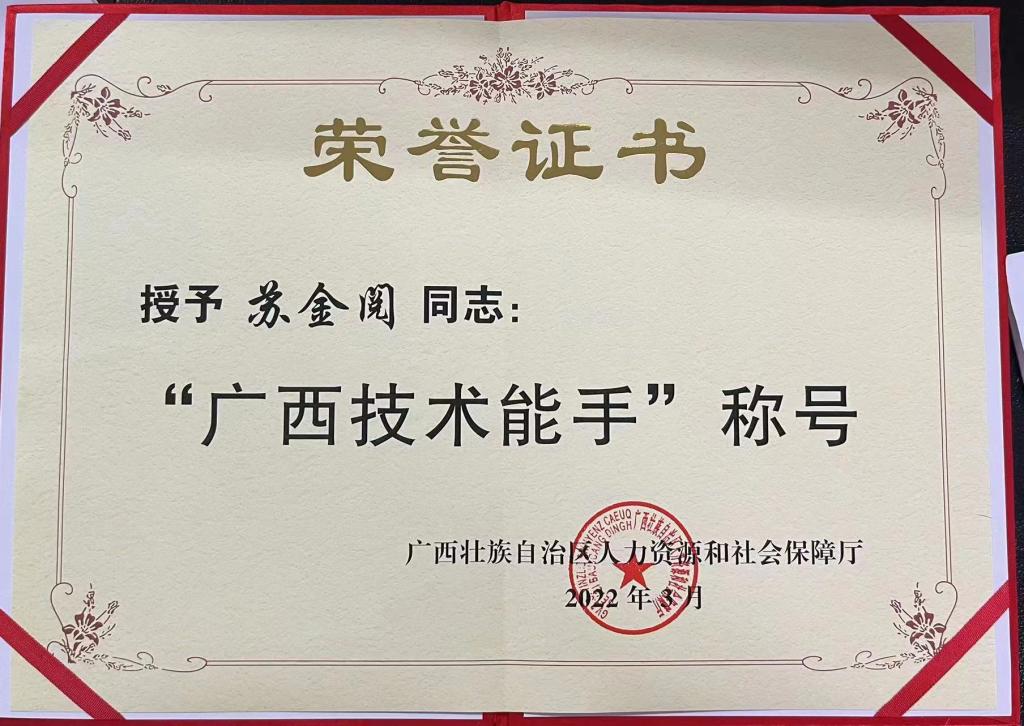 荣誉证书
授予 苏金阅 同志：
“广西技术能手”称号
广西壮族自治区人力资源和社会保障厅
2022年3月